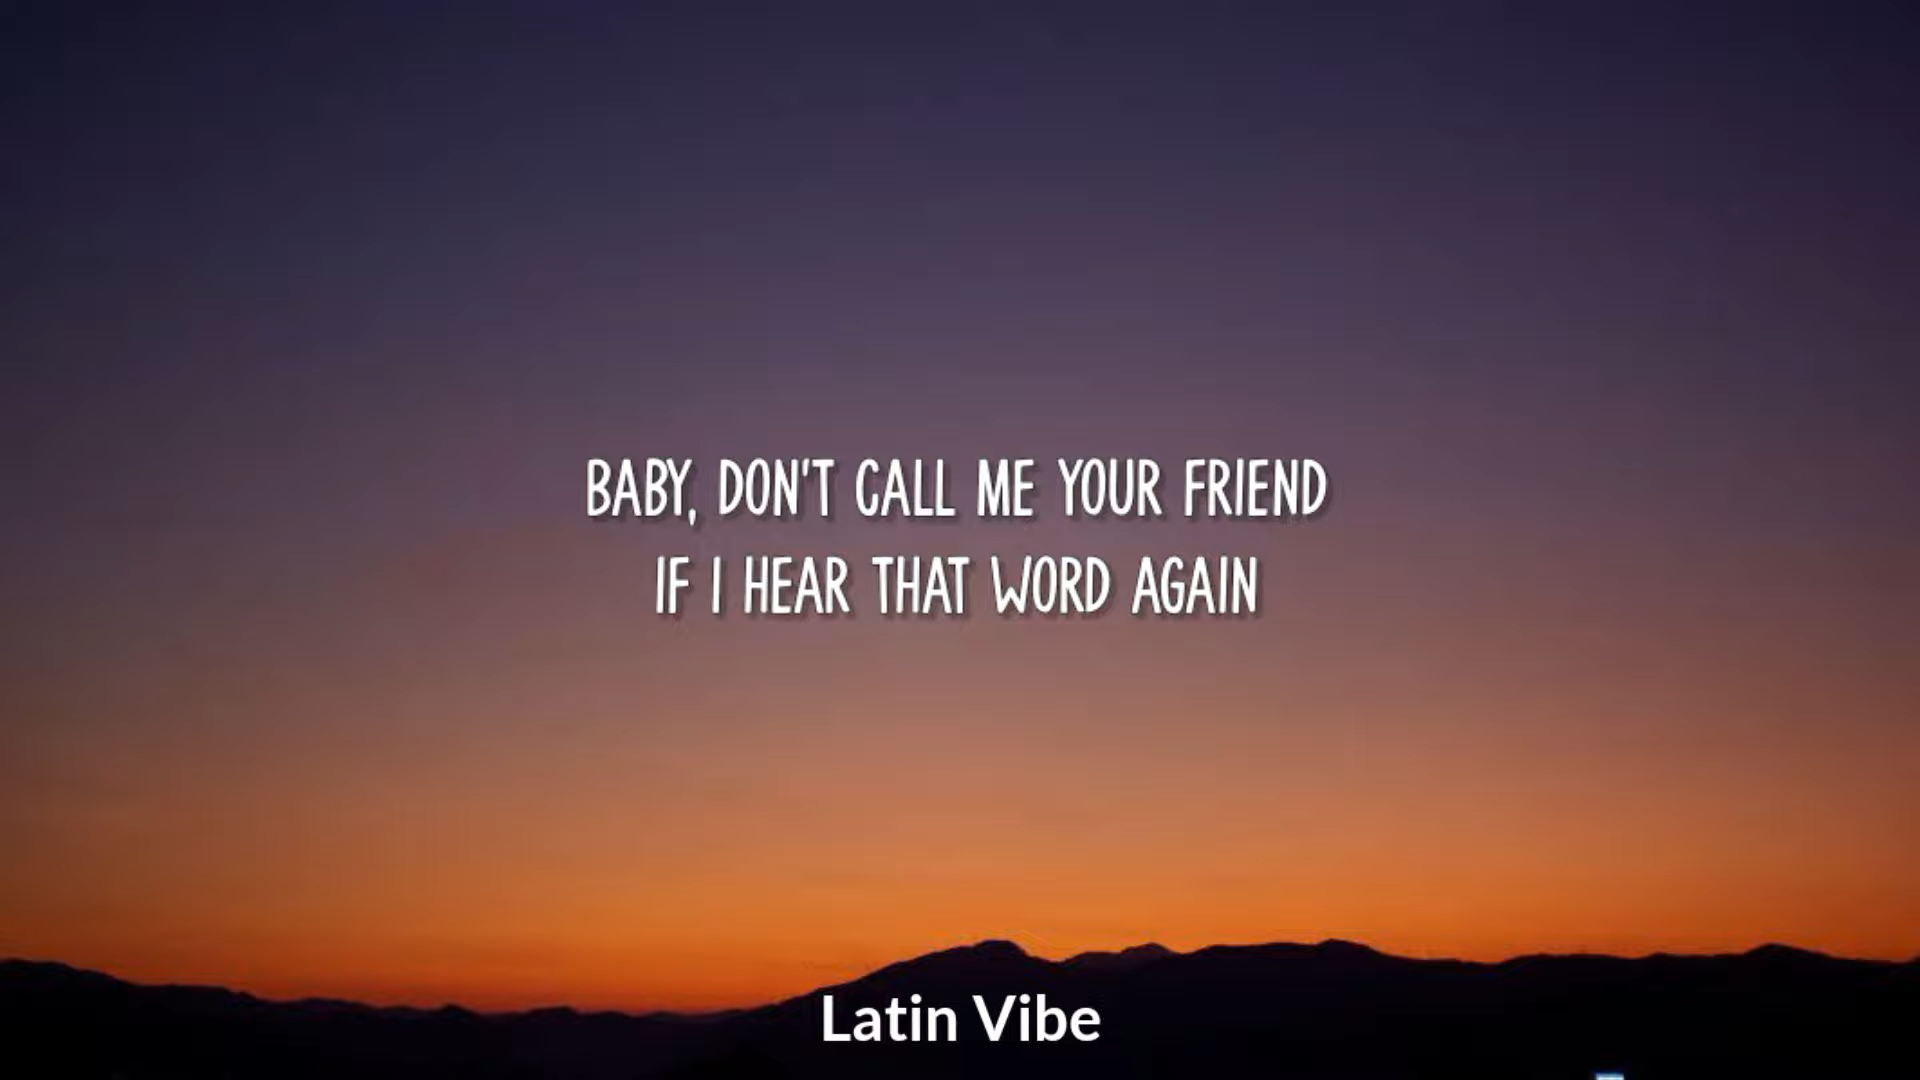 BABY, DON'T CALL ME YOUR FRIEND
IF I HEAR THAT WORD AGAIN
Latin Vibe